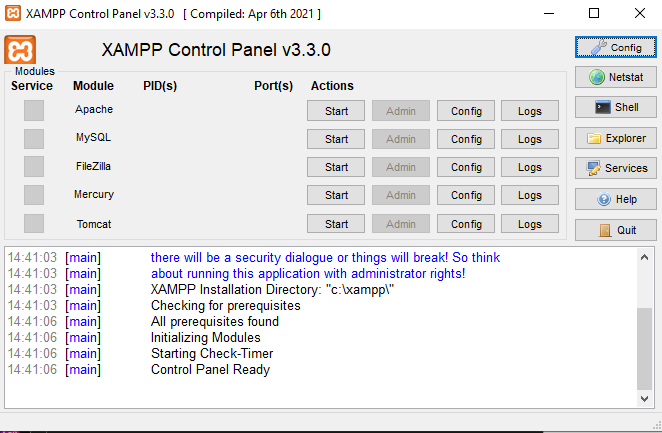 XAMPP Control Panel v3.3.0 [ Compiled: Apr 6th 2021 ]
XAMPP Control Panel v3.3.0
Config
Modules
Service Module PID(s) Port(s) Actions
Netstat
Apache Start Admin Config Logs
Shell
MySQL Start Admin Config Logs
Explorer
FileZilla Start Admin Config Logs
Services
Mercury Start Admin Config Logs
Help
Tomcat Start Admin Config Logs
Quit
14:41:03 [main] there will be a security dialogue or things will break! So think
14:41:03 [main] about running this application with administrator rights!
14:41:03 [main] XAMPP Installation Directory: "c:\xampp\"
14:41:03 [main] Checking for prerequisites
14:41:06 [main] All prerequisites found
14:41:06 [main] Initializing Modules
14:41:06 [main] Starting Check-Timer
14:41:06 [main] Control Panel Ready